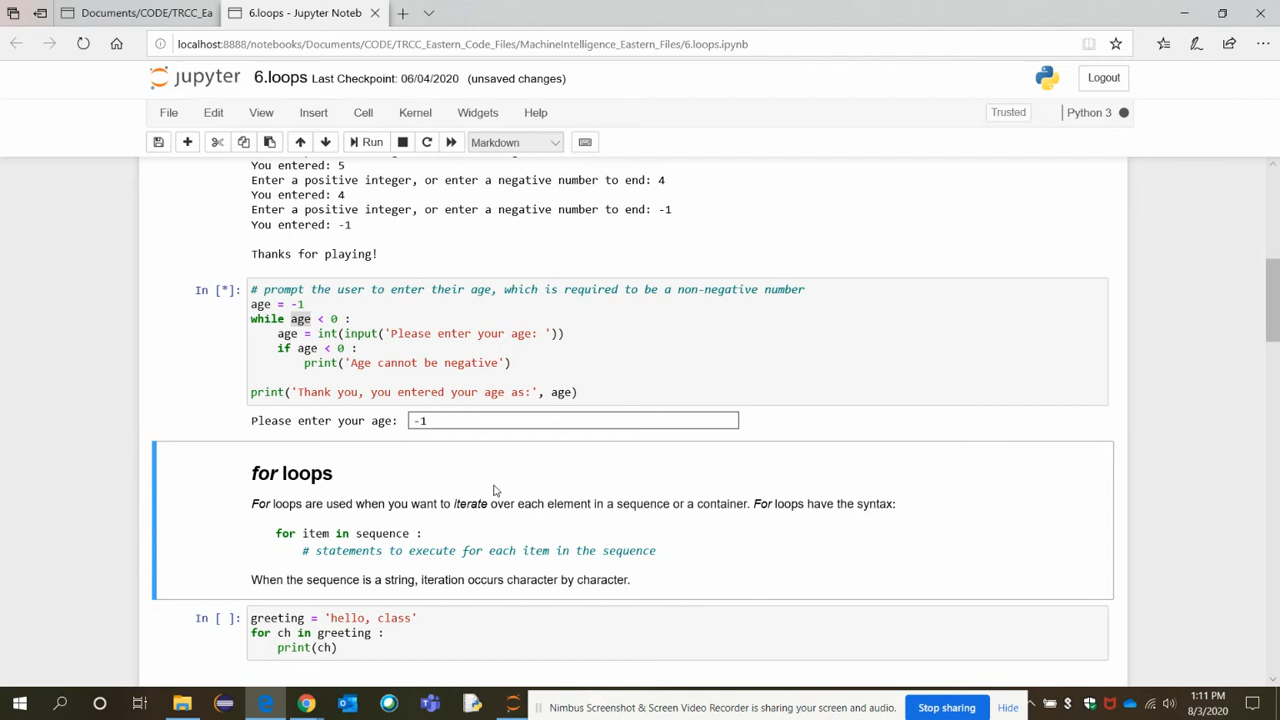 Documents/CODE/TRCC_Ea
6.loops - Jupyter Noteb
localhost:8888/notebooks/Documents/CODE/TRCC_Eastern_Code_Files/MachineIntelligence_Eastern_Files/6.loops.ipynb
jupyter 6.loops Last Checkpoint: 06/04/2020 (unsaved changes)
Logout
File Edit View Insert Cell Kernel Widgets Help
Trusted
Python 3
Run
Markdown
You entered: 5
Enter a positive integer, or enter a negative number to end: 4
You entered: 4
Enter a positive integer, or enter a negative number to end: -1
You entered: -1
Thanks for playing!
In [*]: # prompt the user to enter their age, which is required to be a non-negative number
age = -1
while age < 0 :
age = int(input('Please enter your age: '))
if age < 0 :
print('Age cannot be negative')
print('Thank you, you entered your age as:', age)
Please enter your age: -1
for loops
For loops are used when you want to iterate over each element in a sequence or a container. For loops have the syntax:
for item in sequence :
# statements to execute for each item in the sequence
When the sequence is a string, iteration occurs character by character.
In [ ]: greeting = 'hello, class'
for ch in greeting :
print(ch)
Nimbus Screenshot & Screen Video Recorder is sharing your screen and audio.
Stop sharing
Hide
1:11 PM
8/3/2020